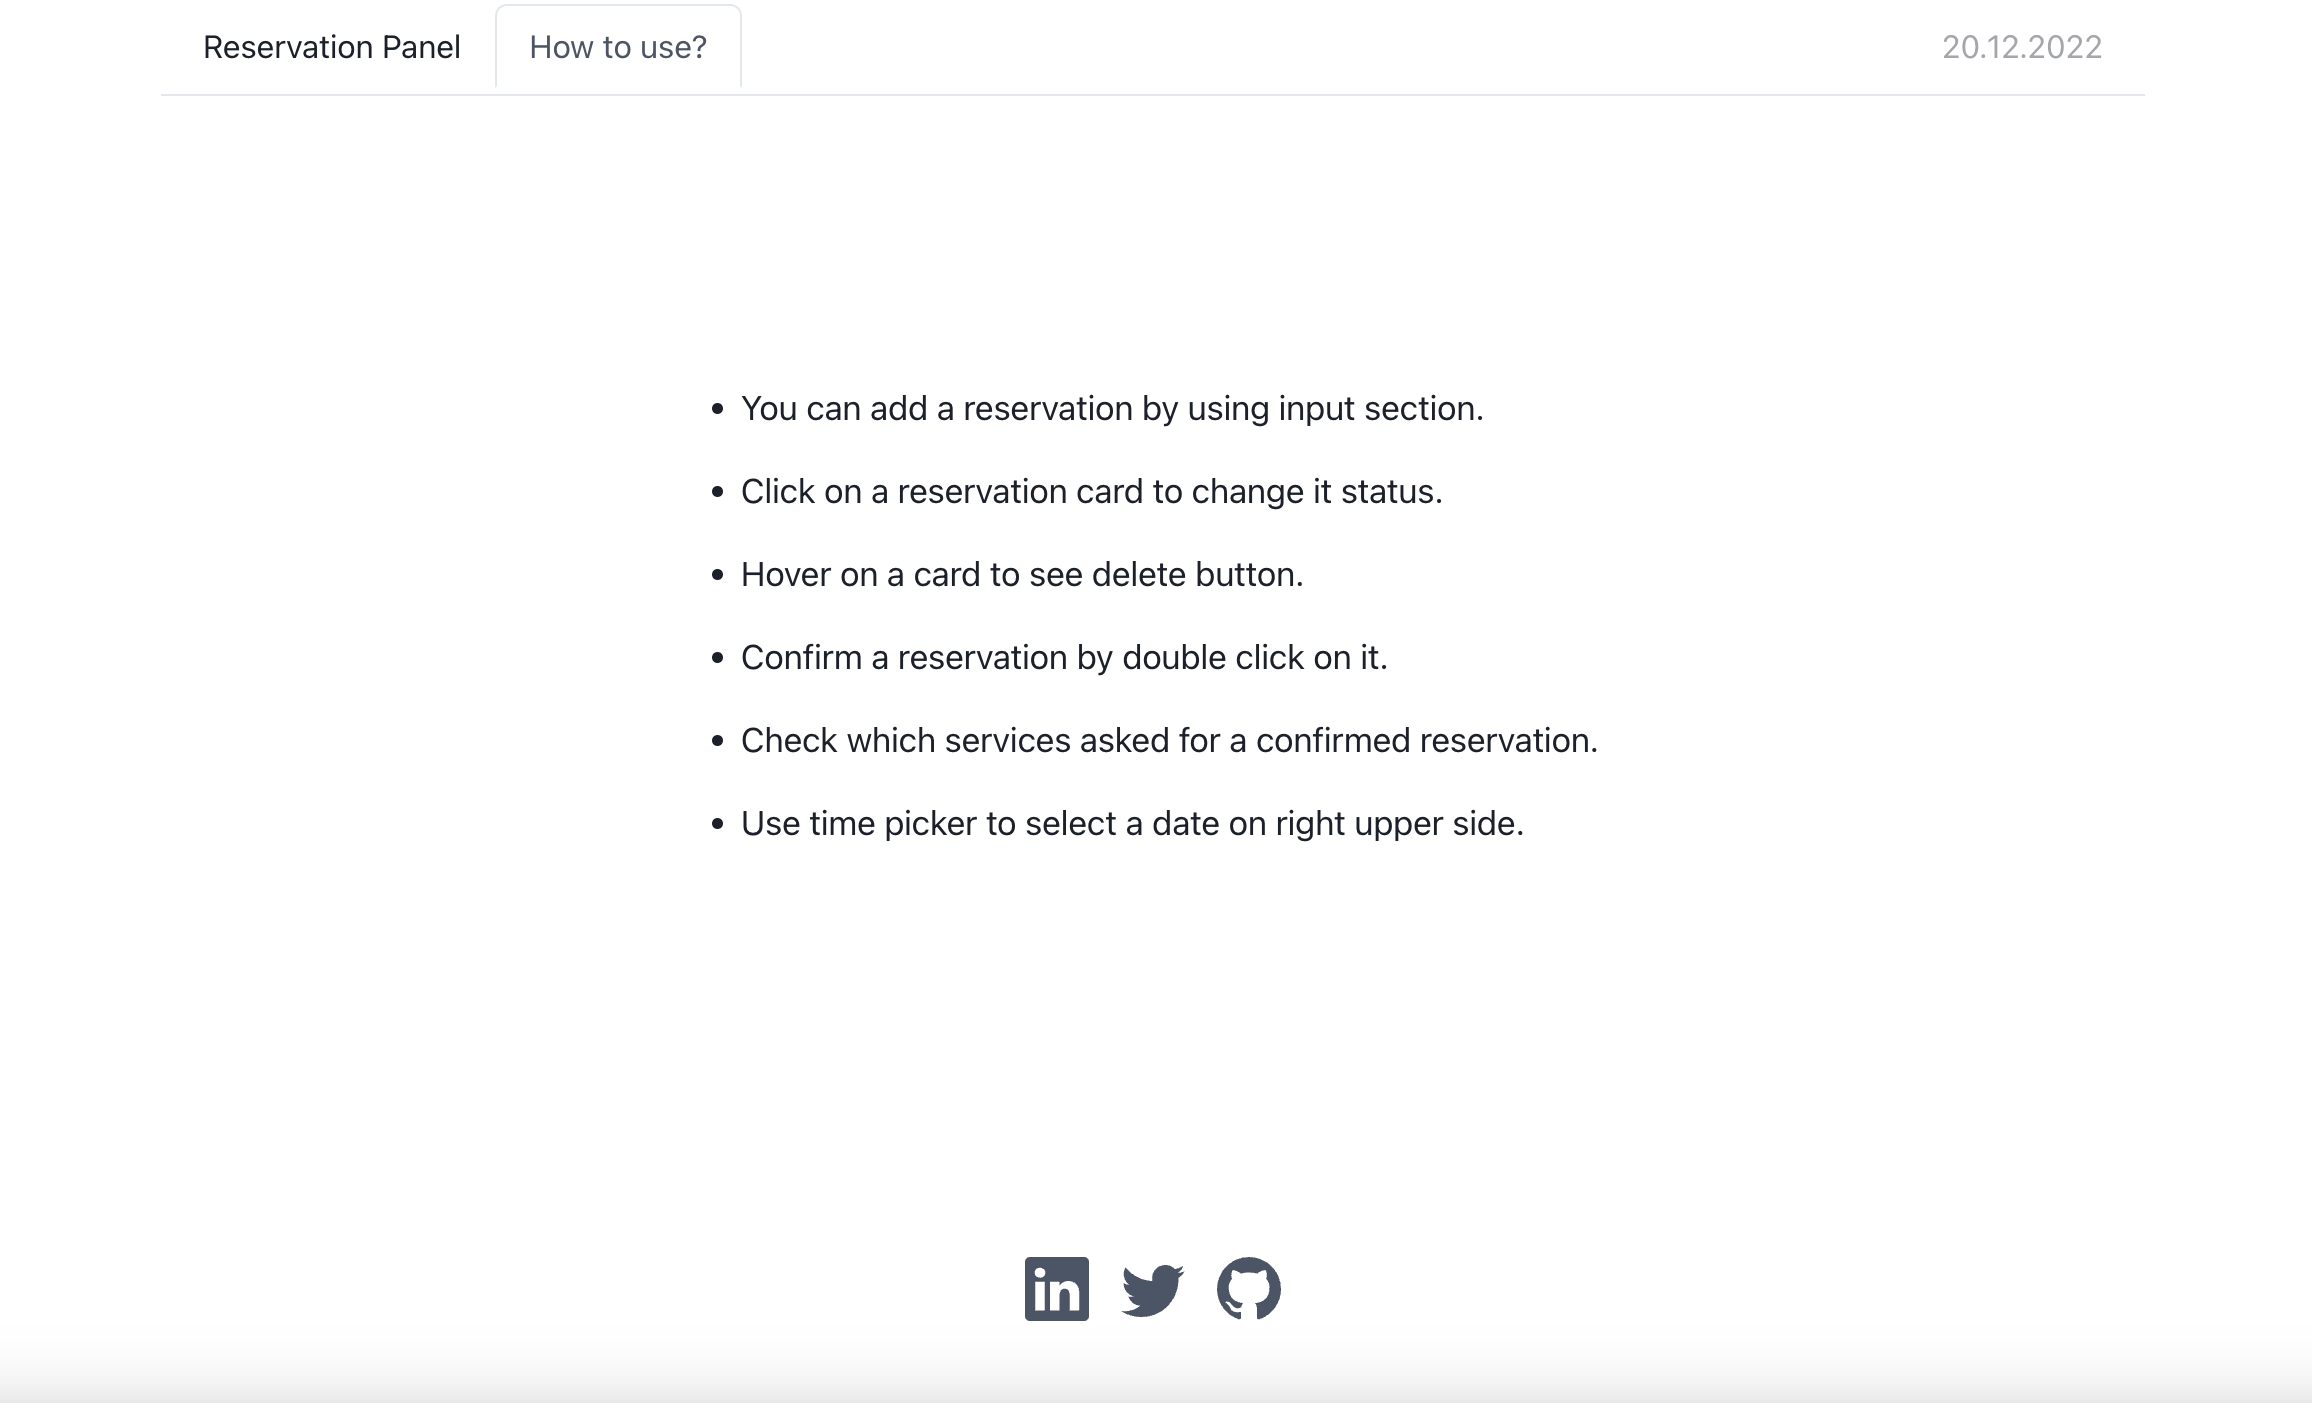 Reservation Panel
How to use?
20.12.2022
• You can add a reservation by using input section.
• Click on a reservation card to change it status.
• Hover on a card to see delete button.
• Confirm a reservation by double click on it.
• Check which services asked for a confirmed reservation.
• Use time picker to select a date on right upper side.
in